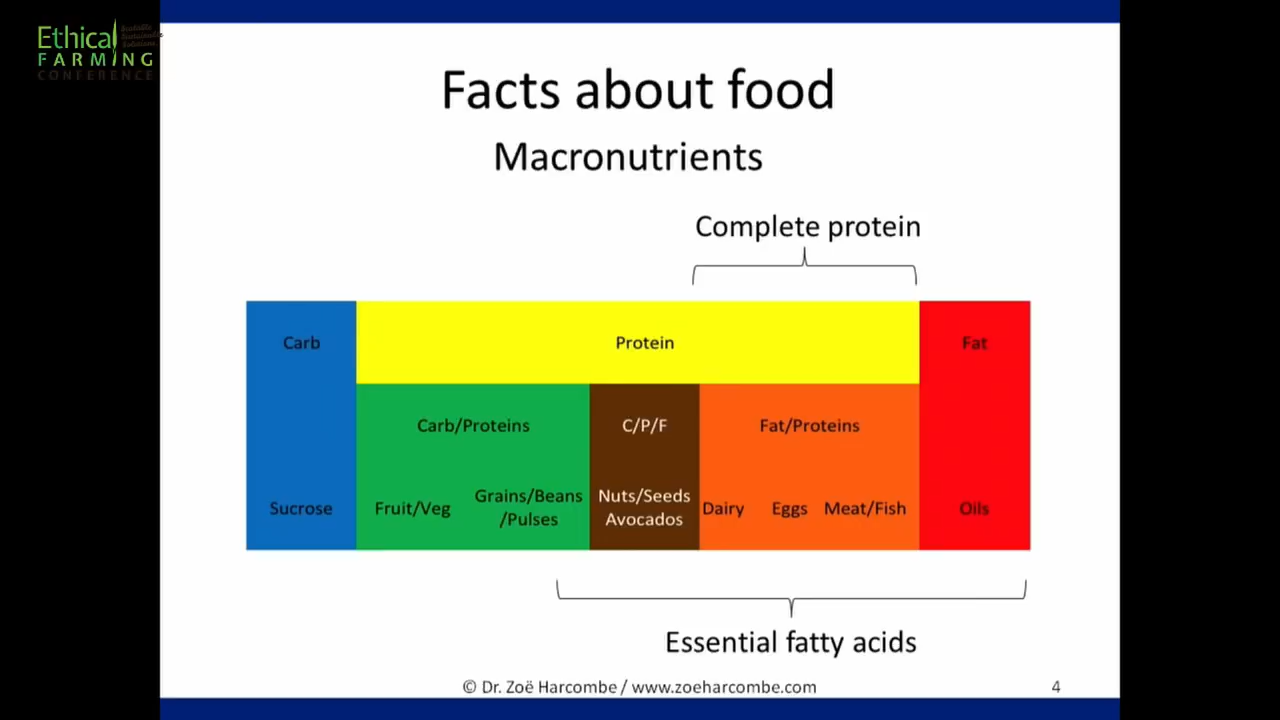 Ethical
FARMING
CONFERENCE
Facts about food
Macronutrients
Complete protein
Carb
Protein
Fat
Carb/Proteins
C/P/F
Fat/Proteins
Sucrose
Fruit/Veg
Grains/Beans
/Pulses
Nuts/Seeds
Avocados
Dairy
Eggs
Meat/Fish
Oils
Essential fatty acids
© Dr. Zoë Harcombe / www.zoeharcombe.com
4